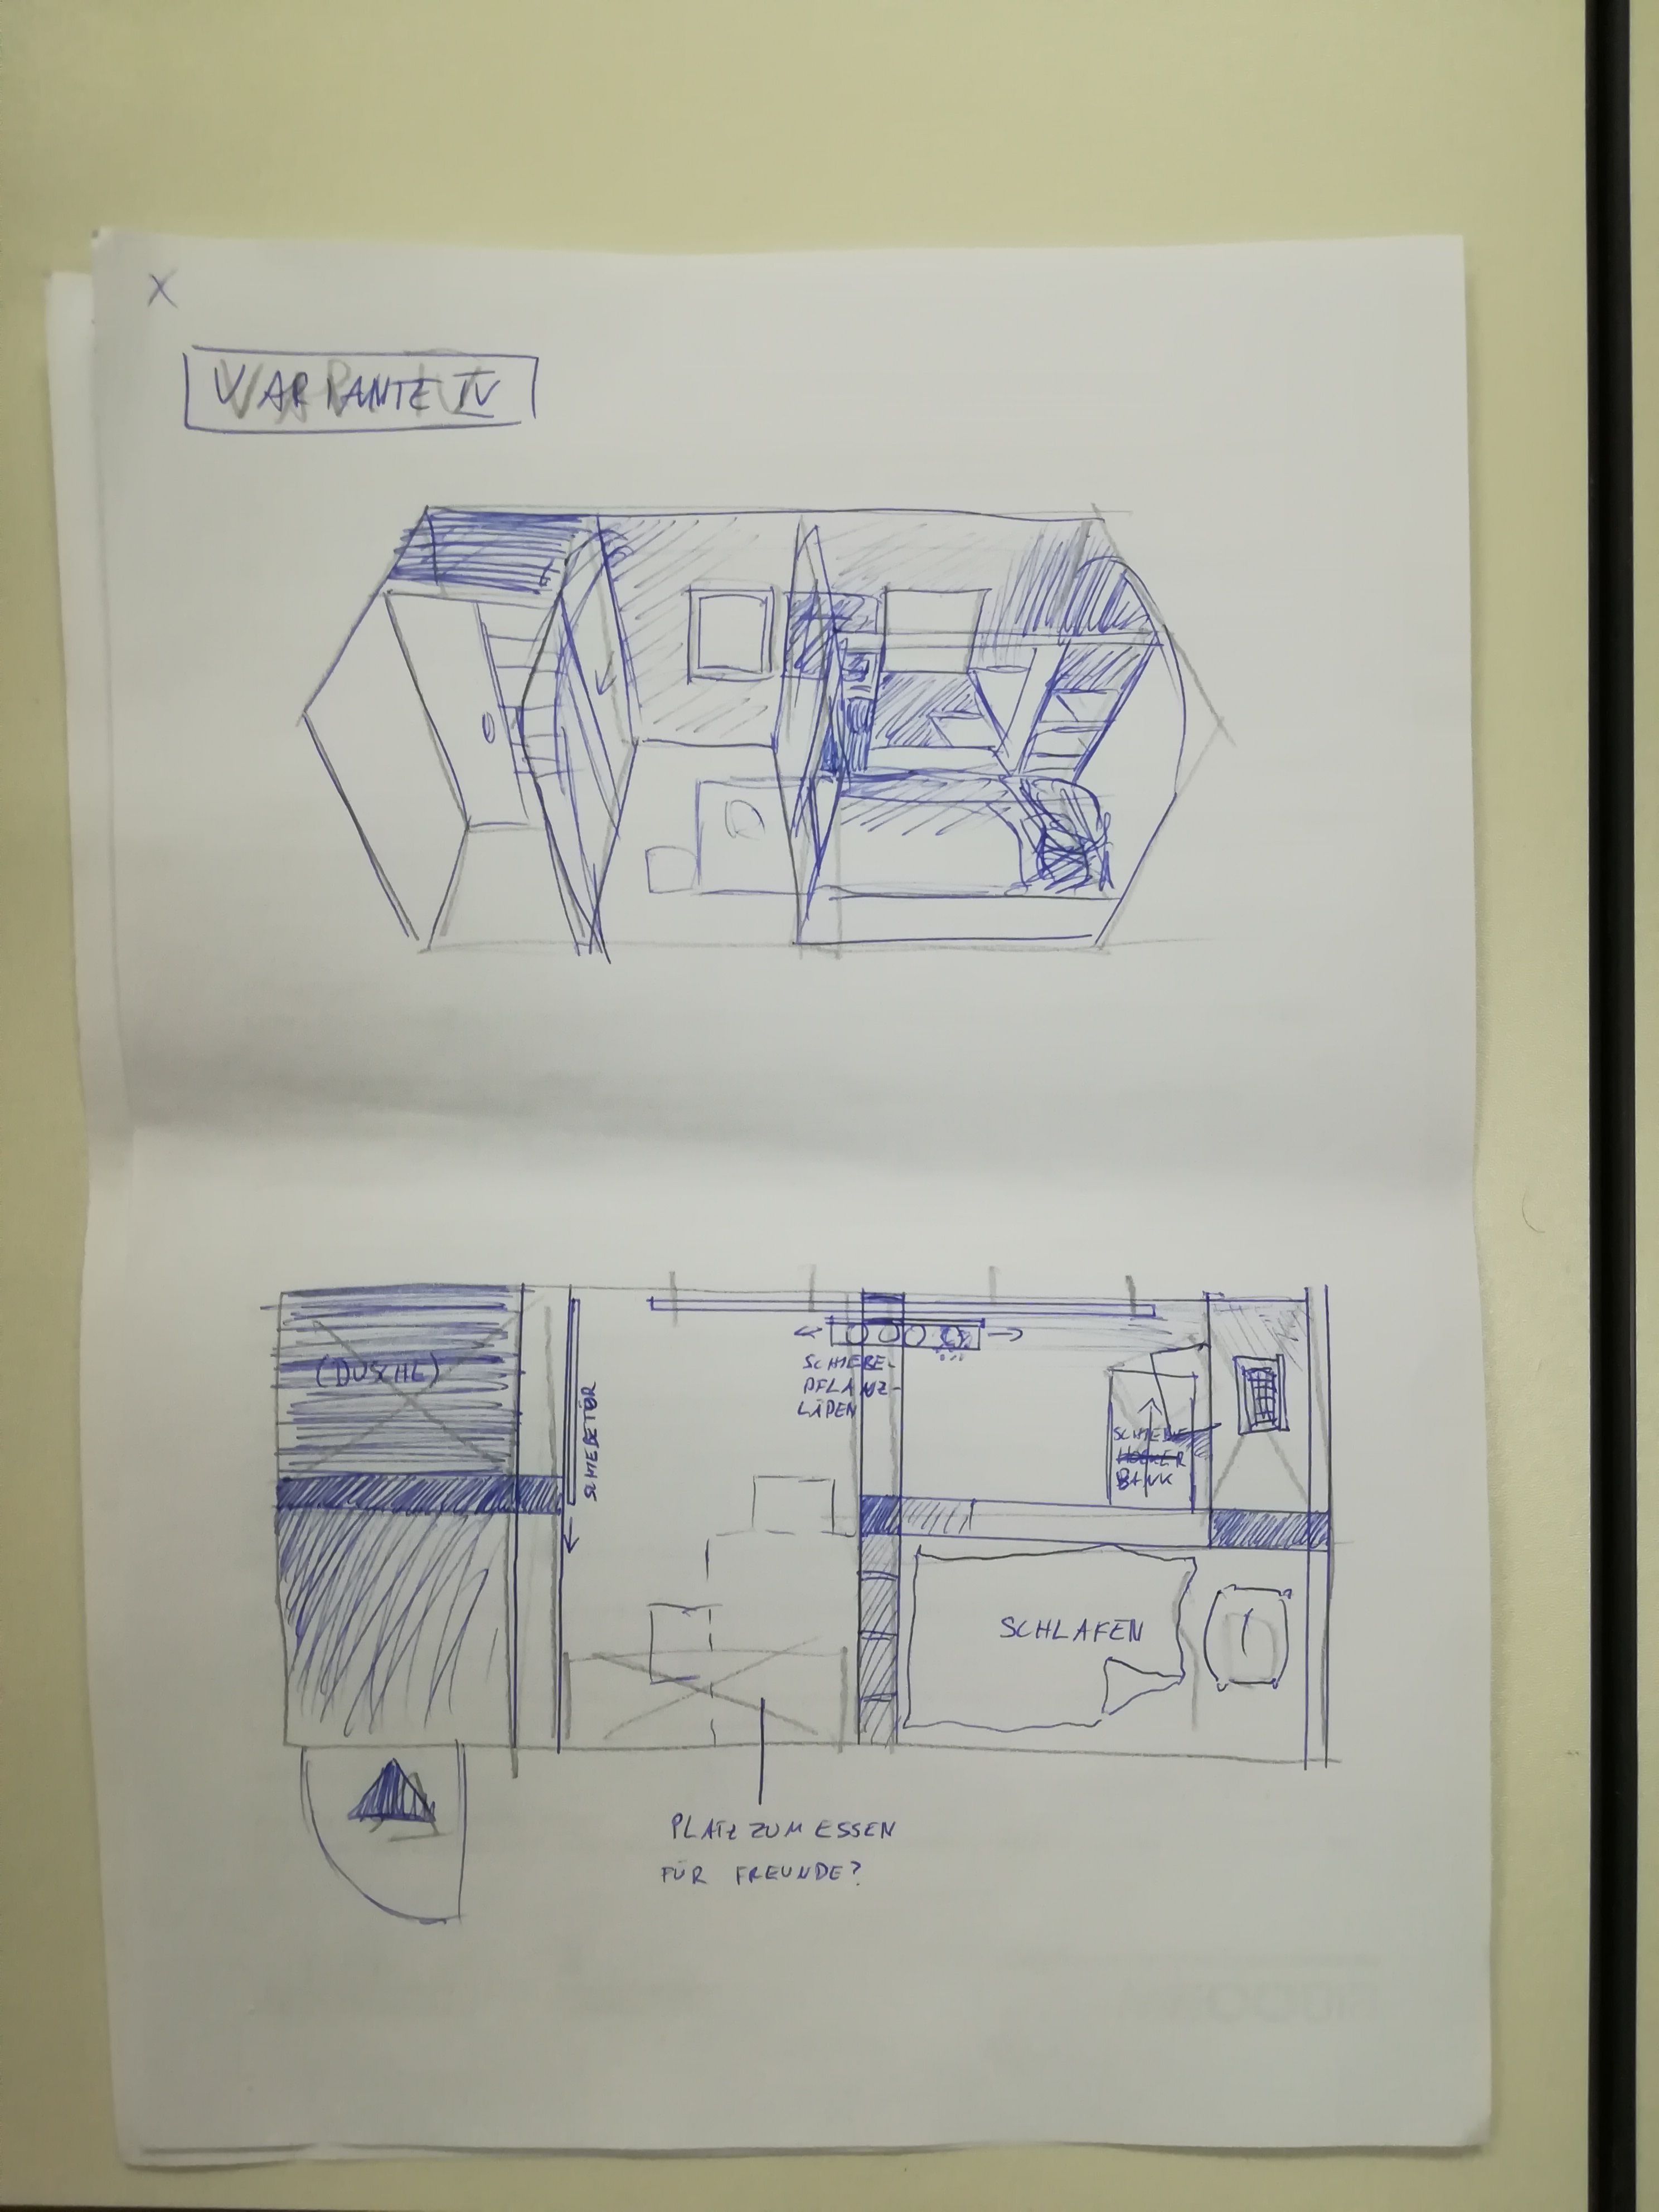 X
VARIANTE IV
(DUSCHE)
SCHIEBETÜR
SCHIEBE-
PFLANZ-
LÄDEN
SCHIEBE
HOCKER
BANK
SCHLAFEN
PLATZ ZUM ESSEN
FÜR FREUNDE?